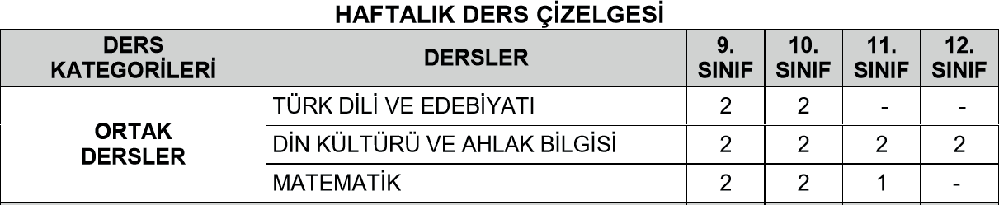 HAFTALIK DERS ÇİZELGESİ
DERS KATEGORİLERİ DERSLER 9. SINIF 10. SINIF 11. SINIF 12. SINIF
ORTAK DERSLER
TÜRK DİLİ VE EDEBİYATI 2 2 - -
DİN KÜLTÜRÜ VE AHLAK BİLGİSİ 2 2 2 2
MATEMATİK 2 2 1 -